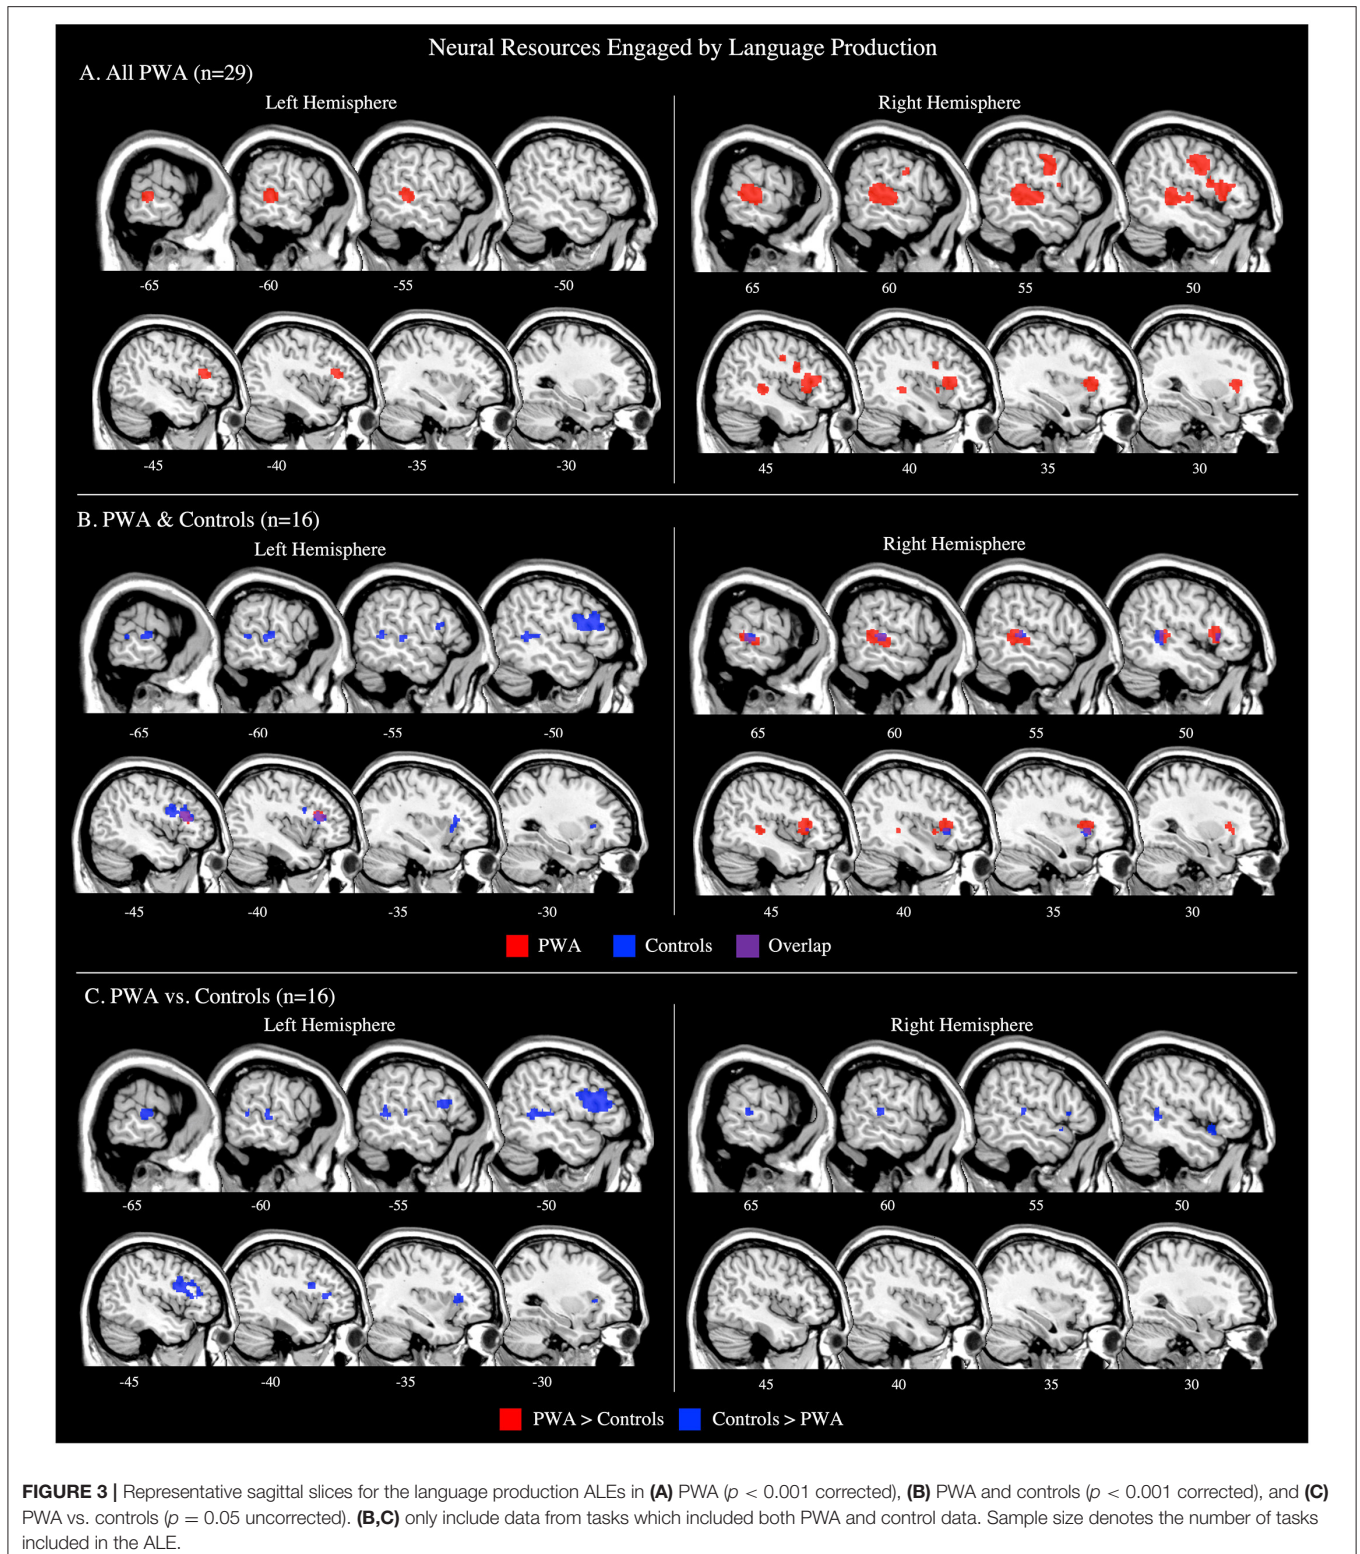 Neural Resources Engaged by Language Production
A. All PWA (n=29)
Left Hemisphere
Right Hemisphere
-65 -60 -55 -50
65 60 55 50
-45 -40 -35 -30
45 40 35 30
B. PWA & Controls (n=16)
Left Hemisphere
Right Hemisphere
-65 -60 -55 -50
65 60 55 50
-45 -40 -35 -30
45 40 35 30
PWA Controls Overlap
C. PWA vs. Controls (n=16)
Left Hemisphere
Right Hemisphere
-65 -60 -55 -50
65 60 55 50
-45 -40 -35 -30
45 40 35 30
PWA > Controls Controls > PWA
FIGURE 3 | Representative sagittal slices for the language production ALEs in (A) PWA (p < 0.001 corrected), (B) PWA and controls (p < 0.001 corrected), and (C)
PWA vs. controls (p = 0.05 uncorrected). (B,C) only include data from tasks which included both PWA and control data. Sample size denotes the number of tasks
included in the ALE.